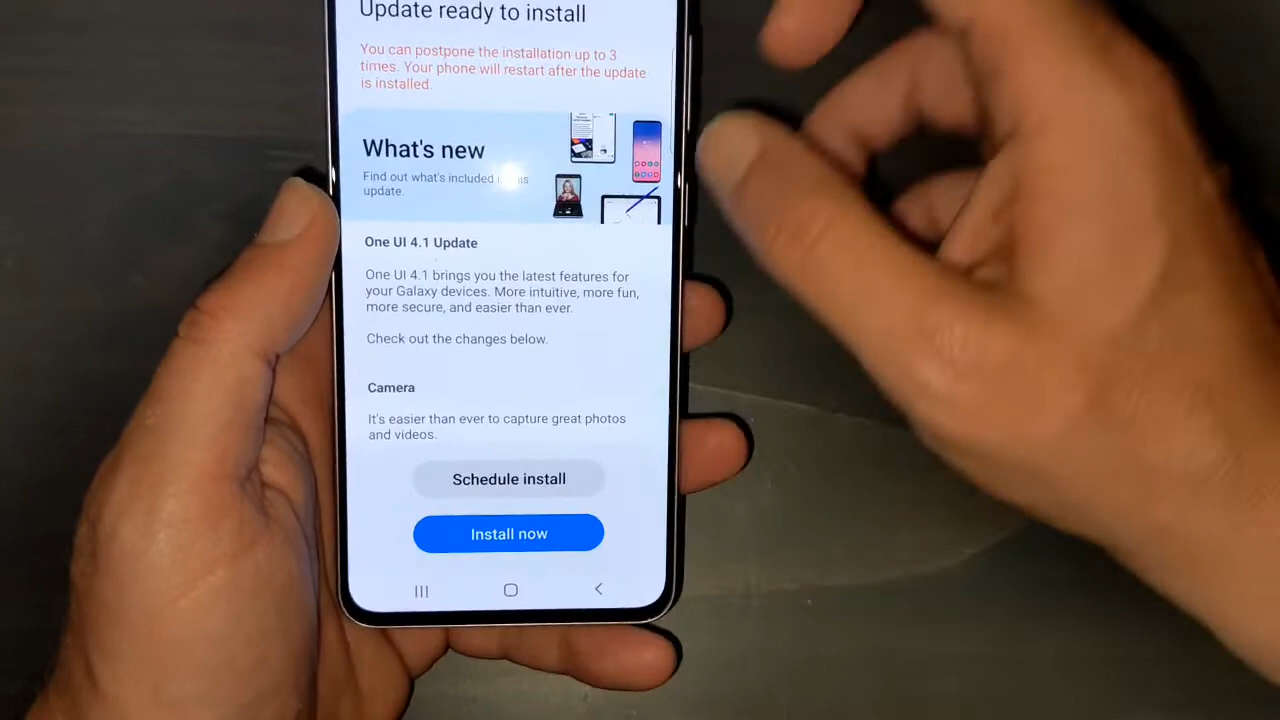 Update ready to install
You can postpone the installation up to 3
times. Your phone will restart after the update
is installed.
What's new
Find out what's included
update.
One UI 4.1 Update
One UI 4.1 brings you the latest features for
your Galaxy devices. More intuitive, more fun,
more secure, and easier than ever.
Check out the changes below.
Camera
It's easier than ever to capture great photos
and videos.
Schedule install
Install now